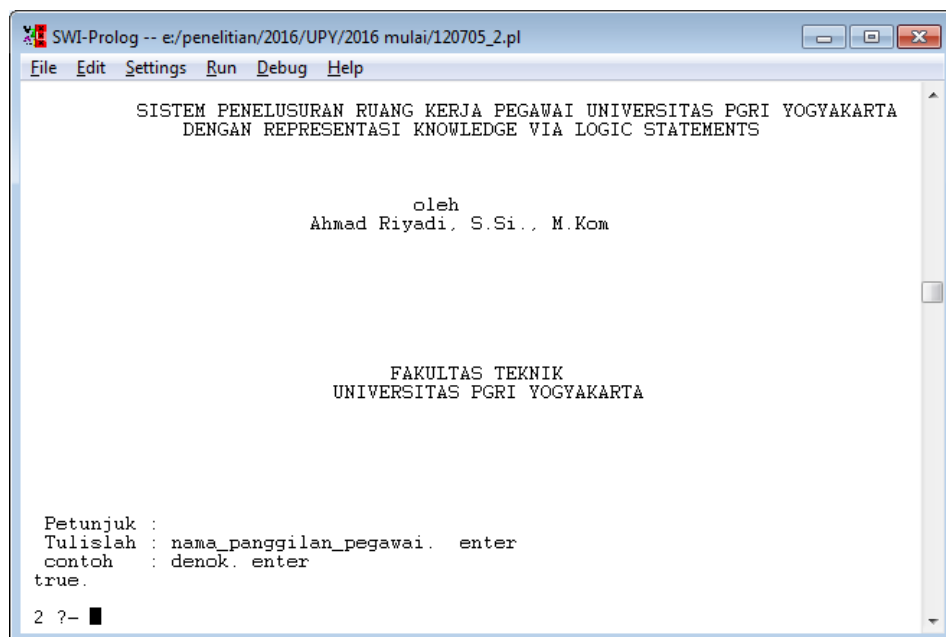 SWI-Prolog -- e:/penelitian/2016/UPY/2016 mulai/120705_2.pl
File Edit Settings Run Debug Help
SISTEM PENELUSURAN RUANG KERJA PEGAWAI UNIVERSITAS PGRI YOGYAKARTA
DENGAN REPRESENTASI KNOWLEDGE VIA LOGIC STATEMENTS
oleh
Ahmad Riyadi, S.Si., M.Kom
FAKULTAS TEKNIK
UNIVERSITAS PGRI YOGYAKARTA
Petunjuk :
Tulislah : nama_panggilan_pegawai. enter
contoh : denok. enter
true.
2 ?-